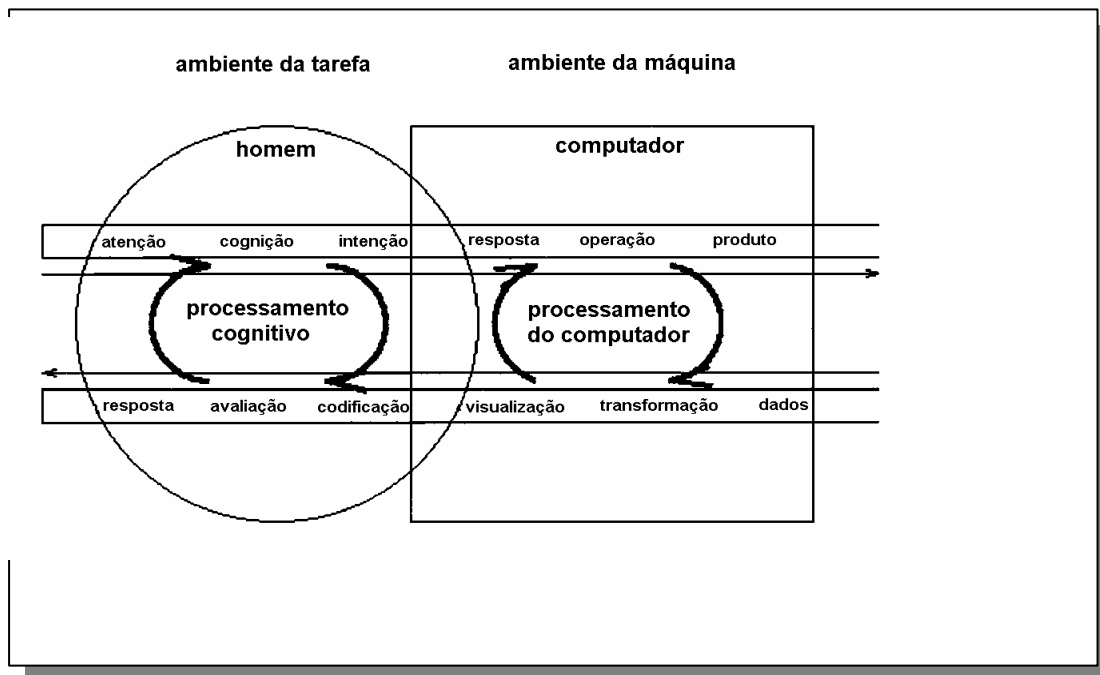 ambiente da tarefa
ambiente da máquina
homem
computador
atenção cognição intenção resposta operação produto
processamento
cognitivo
processamento
do computador
resposta avaliação codificação visualização transformação dados